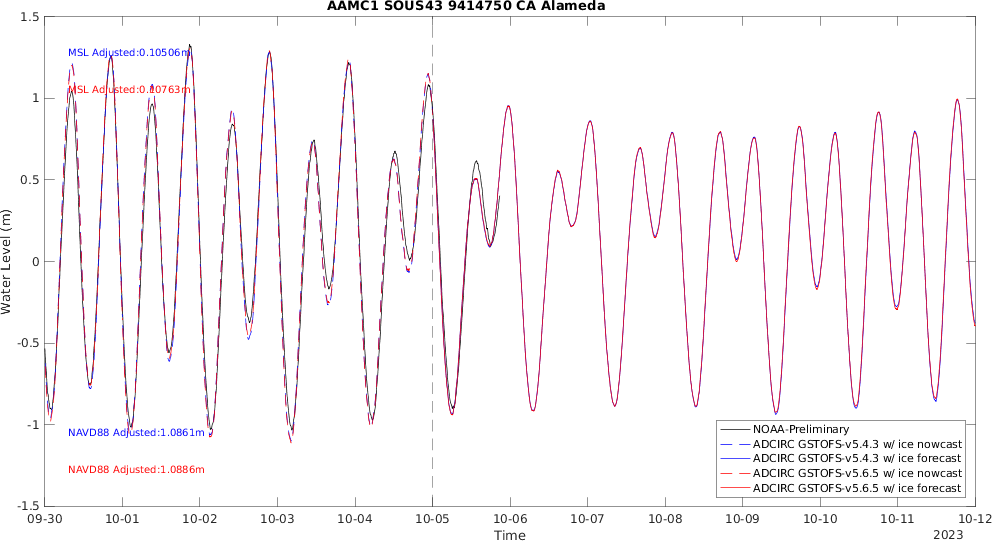 AAMC1 SOUS43 9414750 CA Alameda
1.5
MSL Adjusted:0.10506m
MSL Adjusted:0.10763m
1
0.5
0
Water Level (m)
-0.5
-1
NAVD88 Adjusted:1.0861m
NAVD88 Adjusted:1.0886m
-1.5
NOAA-Preliminary
ADCIRC GSTOFS-v5.4.3 w/ ice nowcast
ADCIRC GSTOFS-v5.4.3 w/ ice forecast
ADCIRC GSTOFS-v5.6.5 w/ ice nowcast
ADCIRC GSTOFS-v5.6.5 w/ ice forecast
09-30 10-01 10-02 10-03 10-04 10-05 10-06 10-07 10-08 10-09 10-10 10-11 10-12
Time
2023